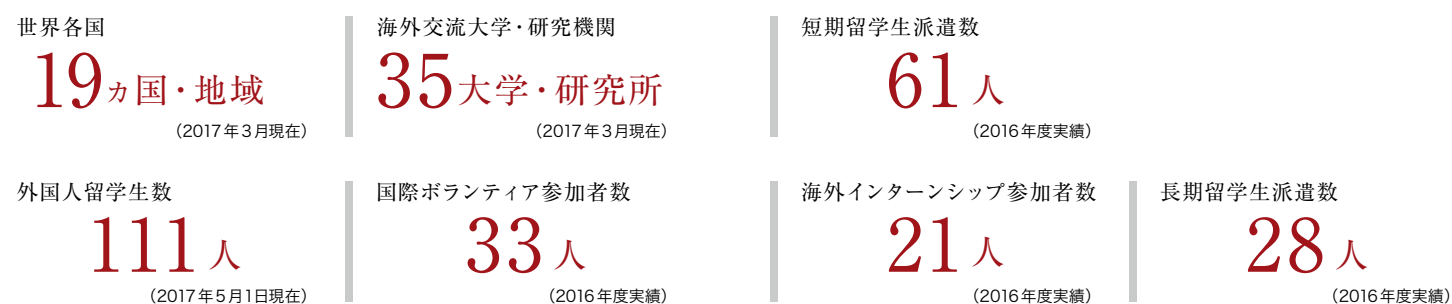 世界各国
19ヵ国・地域
（2017年3月現在）
海外交流大学・研究機関
35大学・研究所
（2017年3月現在）
短期留学生派遣数
61人
（2016年度実績）
外国人留学生数
111人
（2017年5月1日現在）
国際ボランティア参加者数
33人
（2016年度実績）
海外インターンシップ参加者数
21人
（2016年度実績）
長期留学生派遣数
28人
（2016年度実績）